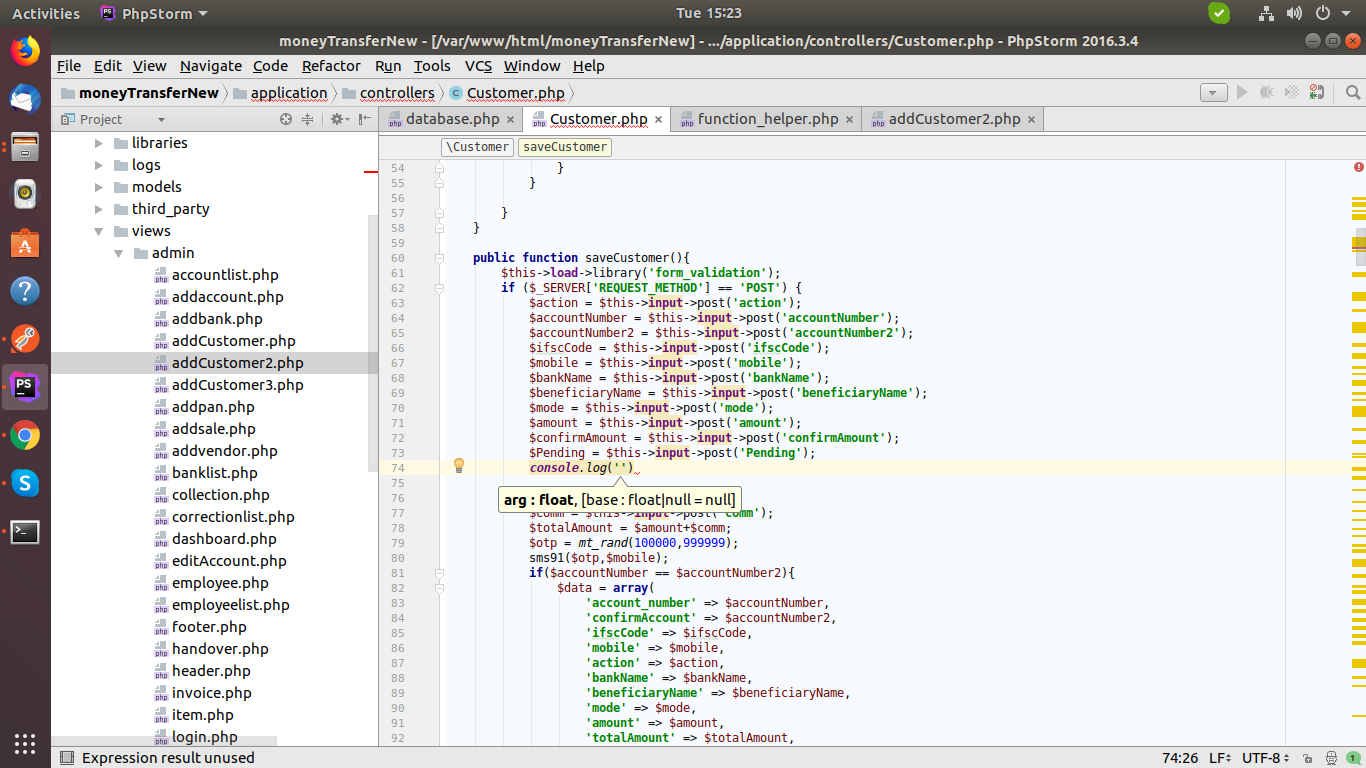 Activities PhpStorm Tue 15:23
moneyTransferNew - [/var/www/html/moneyTransferNew] - .../application/controllers/Customer.php - PhpStorm 2016.3.4
File Edit View Navigate Code Refactor Run Tools VCS Window Help
moneyTransferNew application controllers Customer.php
Project
database.php Customer.php function_helper.php addCustomer2.php
\Customer saveCustomer
libraries
logs
models
third_party
views
admin
accountlist.php
addaccount.php
addbank.php
addCustomer.php
addCustomer2.php
addCustomer3.php
addpan.php
addsale.php
addvendor.php
banklist.php
collection.php
correctionlist.php
dashboard.php
editAccount.php
employee.php
employeelist.php
footer.php
handover.php
header.php
invoice.php
item.php
login.php
54 }
55 }
56
57 }
58 }
59
60 public function saveCustomer(){
61 $this->load->library('form_validation');
62 if ($_SERVER['REQUEST_METHOD'] == 'POST') {
63 $action = $this->input->post('action');
64 $accountNumber = $this->input->post('accountNumber');
65 $accountNumber2 = $this->input->post('accountNumber2');
66 $ifscCode = $this->input->post('ifscCode');
67 $mobile = $this->input->post('mobile');
68 $bankName = $this->input->post('bankName');
69 $beneficiaryName = $this->input->post('beneficiaryName');
70 $mode = $this->input->post('mode');
71 $amount = $this->input->post('amount');
72 $confirmAmount = $this->input->post('confirmAmount');
73 $Pending = $this->input->post('Pending');
74 console.log('')
75
arg : float, [base : float|null = null]
76
77 $comm = $this->input->post('comm');
78 $totalAmount = $amount+$comm;
79 $otp = mt_rand(100000,999999);
80 sms91($otp,$mobile);
81 if($accountNumber == $accountNumber2){
82 $data = array(
83 'account_number' => $accountNumber,
84 'confirmAccount' => $accountNumber2,
85 'ifscCode' => $ifscCode,
86 'mobile' => $mobile,
87 'action' => $action,
88 'bankName' => $bankName,
89 'beneficiaryName' => $beneficiaryName,
90 'mode' => $mode,
91 'amount' => $amount,
92 'totalAmount' => $totalAmount,
Expression result unused 74:26 LF UTF-8 1